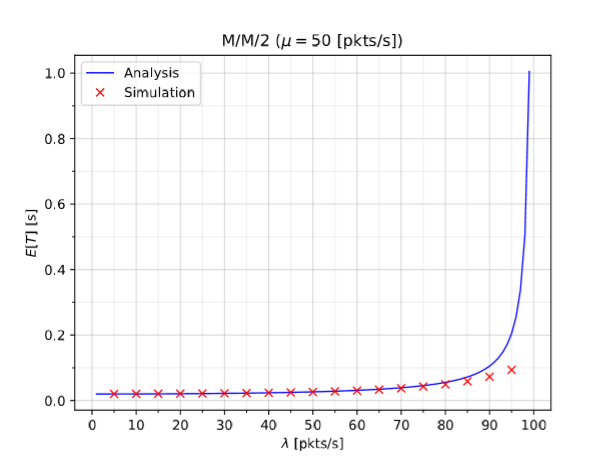 M/M/2 (μ = 50 [pkts/s])
Analysis
Simulation
1.0
0.8
0.6
0.4
0.2
0.0
E[T] [s]
0 10 20 30 40 50 60 70 80 90 100
λ [pkts/s]